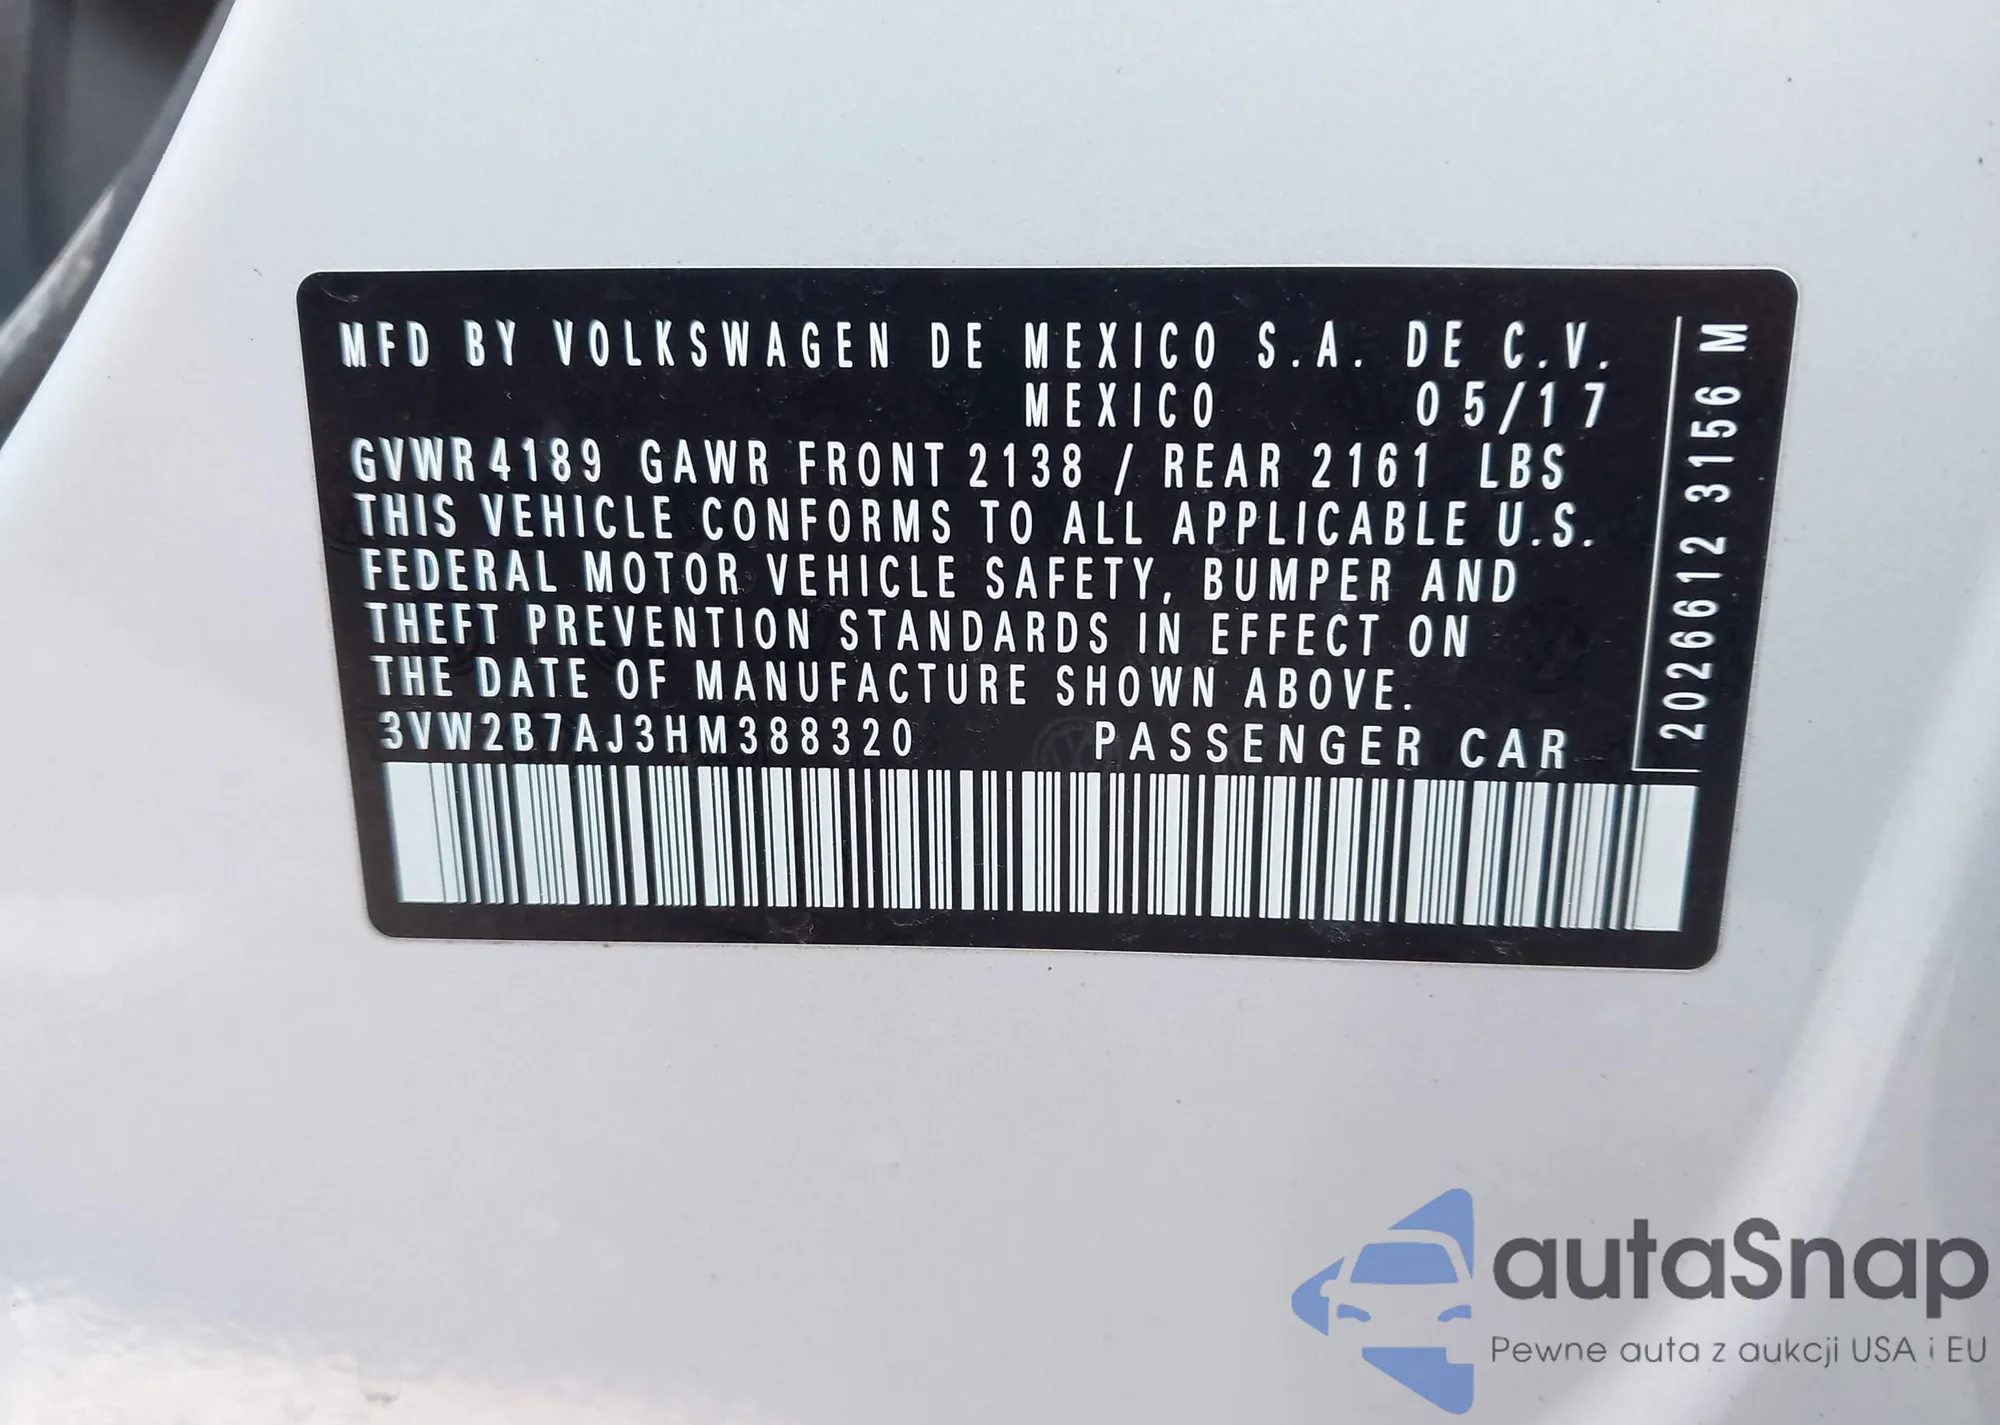 MFD BY VOLKSWAGEN DE MEXICO S.A. DE C.V.
MEXICO 05/17
GVWR 4189 GAWR FRONT 2138 / REAR 2161 LBS
THIS VEHICLE CONFORMS TO ALL APPLICABLE U.S.
FEDERAL MOTOR VEHICLE SAFETY, BUMPER AND
THEFT PREVENTION STANDARDS IN EFFECT ON
THE DATE OF MANUFACTURE SHOWN ABOVE.
3VW2B7AJ3HM388320 PASSENGER CAR
2026612 3156 M
autaSnap
Pewne auta z aukcji USA i EU